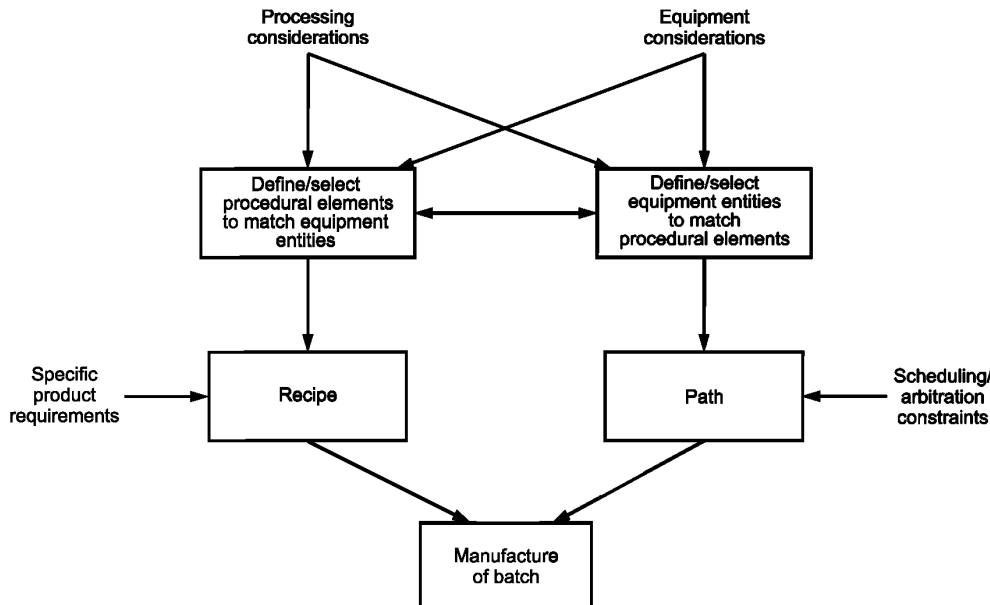 Processing
considerations
Equipment
considerations
Define/select
procedural elements
to match equipment
entities
Define/select
equipment entities
to match
procedural elements
Specific
product
requirements
Recipe
Path
Scheduling/
arbitration
constraints
Manufacture
of batch